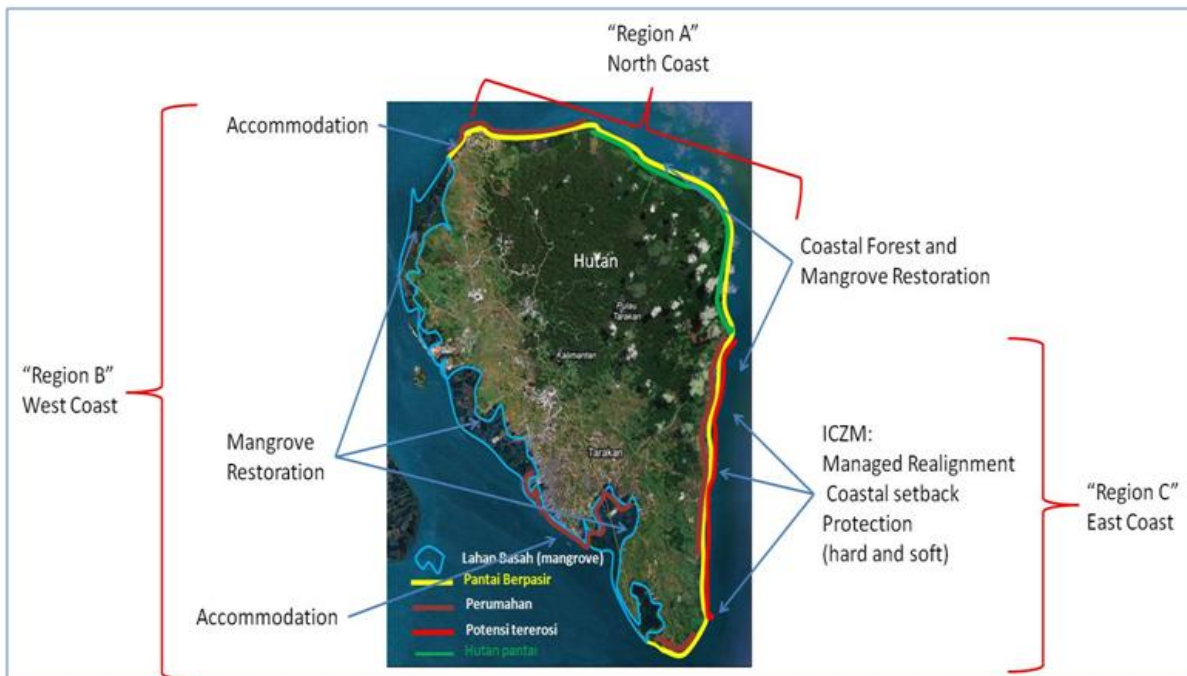 “Region A”
North Coast
Accommodation
Hutan
Pulau
Tarakan
Kalimantan
Coastal Forest and
Mangrove Restoration
“Region B”
West Coast
Mangrove
Restoration
Tarakan
ICZM:
Managed Realignment
Coastal setback
Protection
(hard and soft)
“Region C”
East Coast
Lahan Basah (mangrove)
Pantai Berpasir
Perumahan
Potensi tererosi
Hutan pantai
Accommodation